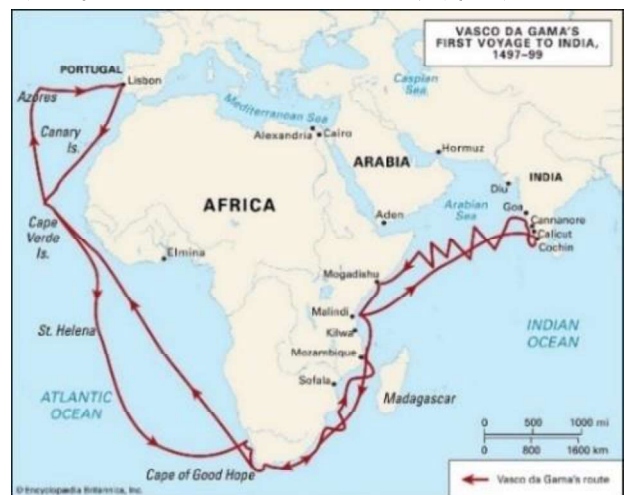 VASCO DA GAMA'S
FIRST VOYAGE TO INDIA,
1497–99
PORTUGAL
Lisbon
Azores
Canary
Is.
Caspian
Sea
Mediterranean Sea
Alexandria
Cairo
Hormuz
ARABIA
INDIA
Diu
AFRICA
Goa
Arabian
Sea
Cannanore
Aden
Calicut
Cochin
Cape
Verde
Is.
Elmina
Mogadishu
Malindi
St. Helena
Kilwa
INDIAN
OCEAN
Mozambique
Sofala
Madagascar
ATLANTIC
OCEAN
0 500 1000 mi
0 800 1600 km
Cape of Good Hope
Vasco da Gama's route
© Encyclopædia Britannica, Inc.